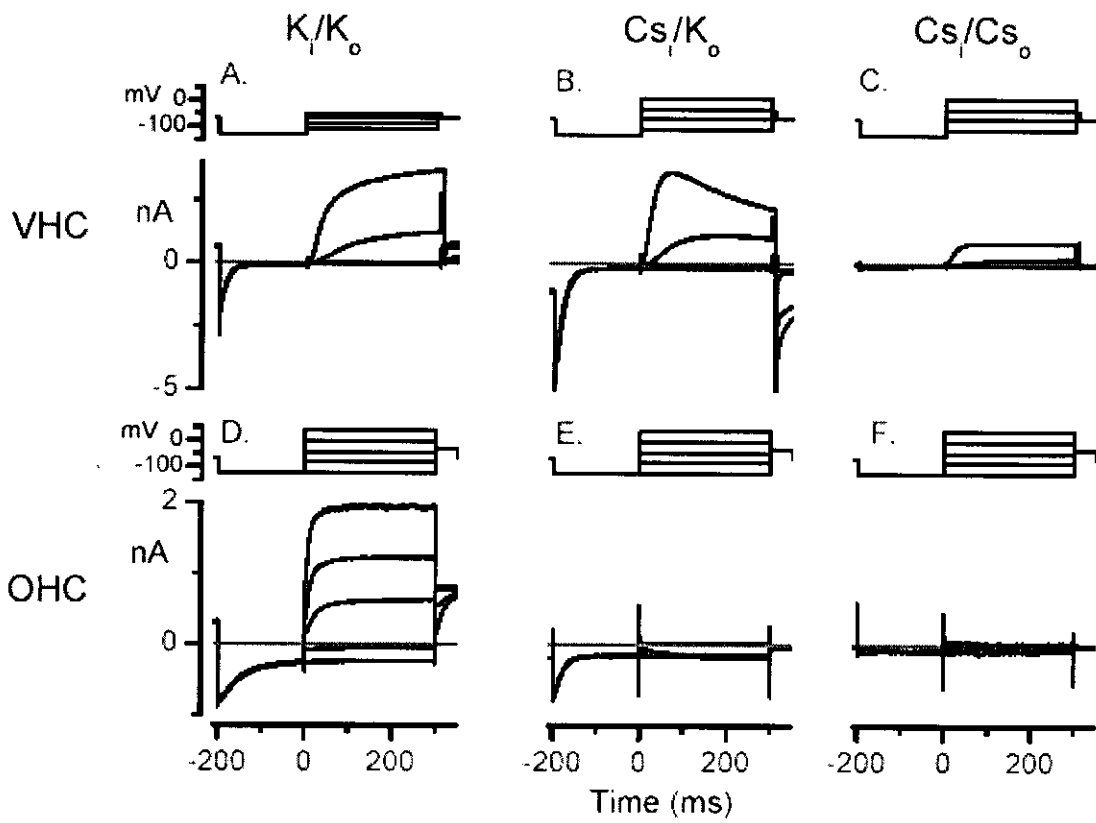 Ki/Ko Csi/Ko Csi/Cso
A. B. C.
mV 0
-100
VHC
nA
0
-5
D. E. F.
mV 0
-100
OHC
2
nA
0
-200 0 200 -200 0 200 -200 0 200
Time (ms)